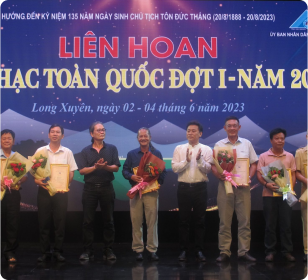 HƯỚNG ĐẾN KỶ NIỆM 135 NĂM NGÀY SINH CHỦ TỊCH TÔN ĐỨC THẮNG (20/8/1888 - 20/8/2023)
ỦY BAN NHÂN DÂN
LIÊN HOAN
NHẠC TOÀN QUỐC ĐỢT I-NĂM 20
Long Xuyên, ngày 02 - 04 tháng 6 năm 2023